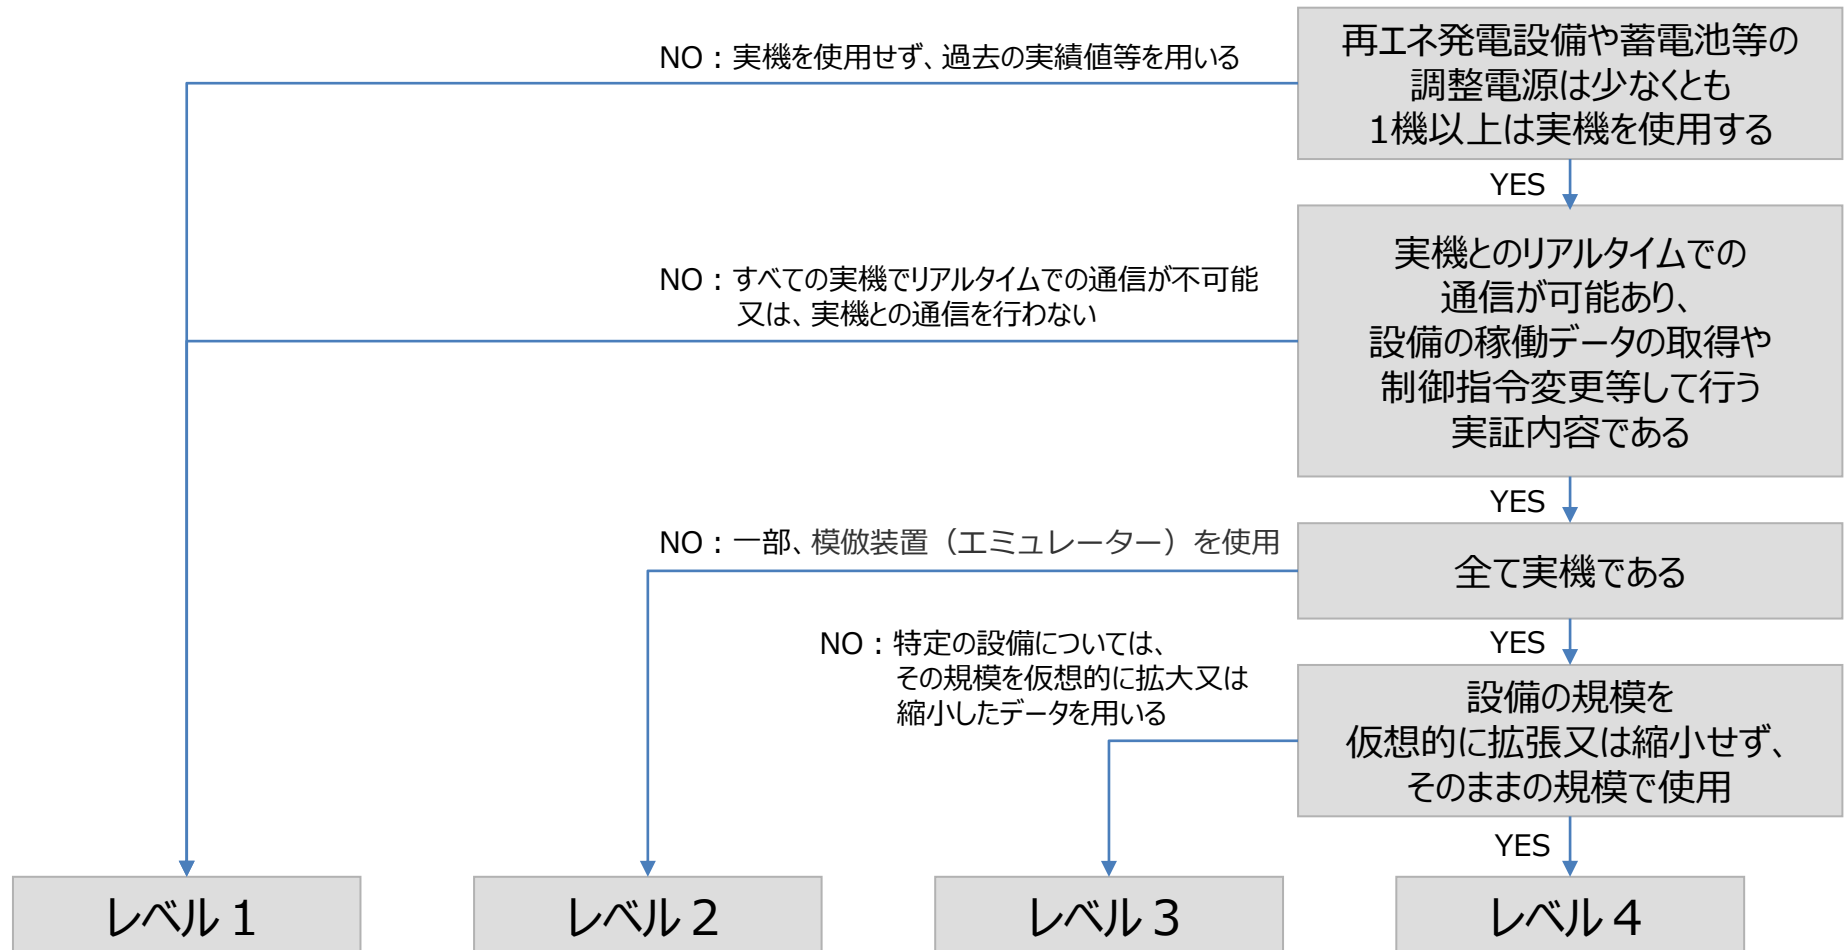 再エネ発電設備や蓄電池等の
調整電源は少なくとも
1機以上は実機を使用する
NO：実機を使用せず、過去の実績値等を用いる
YES
実機とのリアルタイムでの
通信が可能あり、
設備の稼働データの取得や
制御指令変更等して行う
実証内容である
NO：すべての実機でリアルタイムでの通信が不可能
又は、実機との通信を行わない
YES
全て実機である
NO：一部、模倣装置（エミュレーター）を使用
YES
設備の規模を
仮想的に拡張又は縮小せず、
そのままの規模で使用
NO：特定の設備については、
その規模を仮想的に拡大又は
縮小したデータを用いる
YES
レベル１
レベル２
レベル３
レベル４